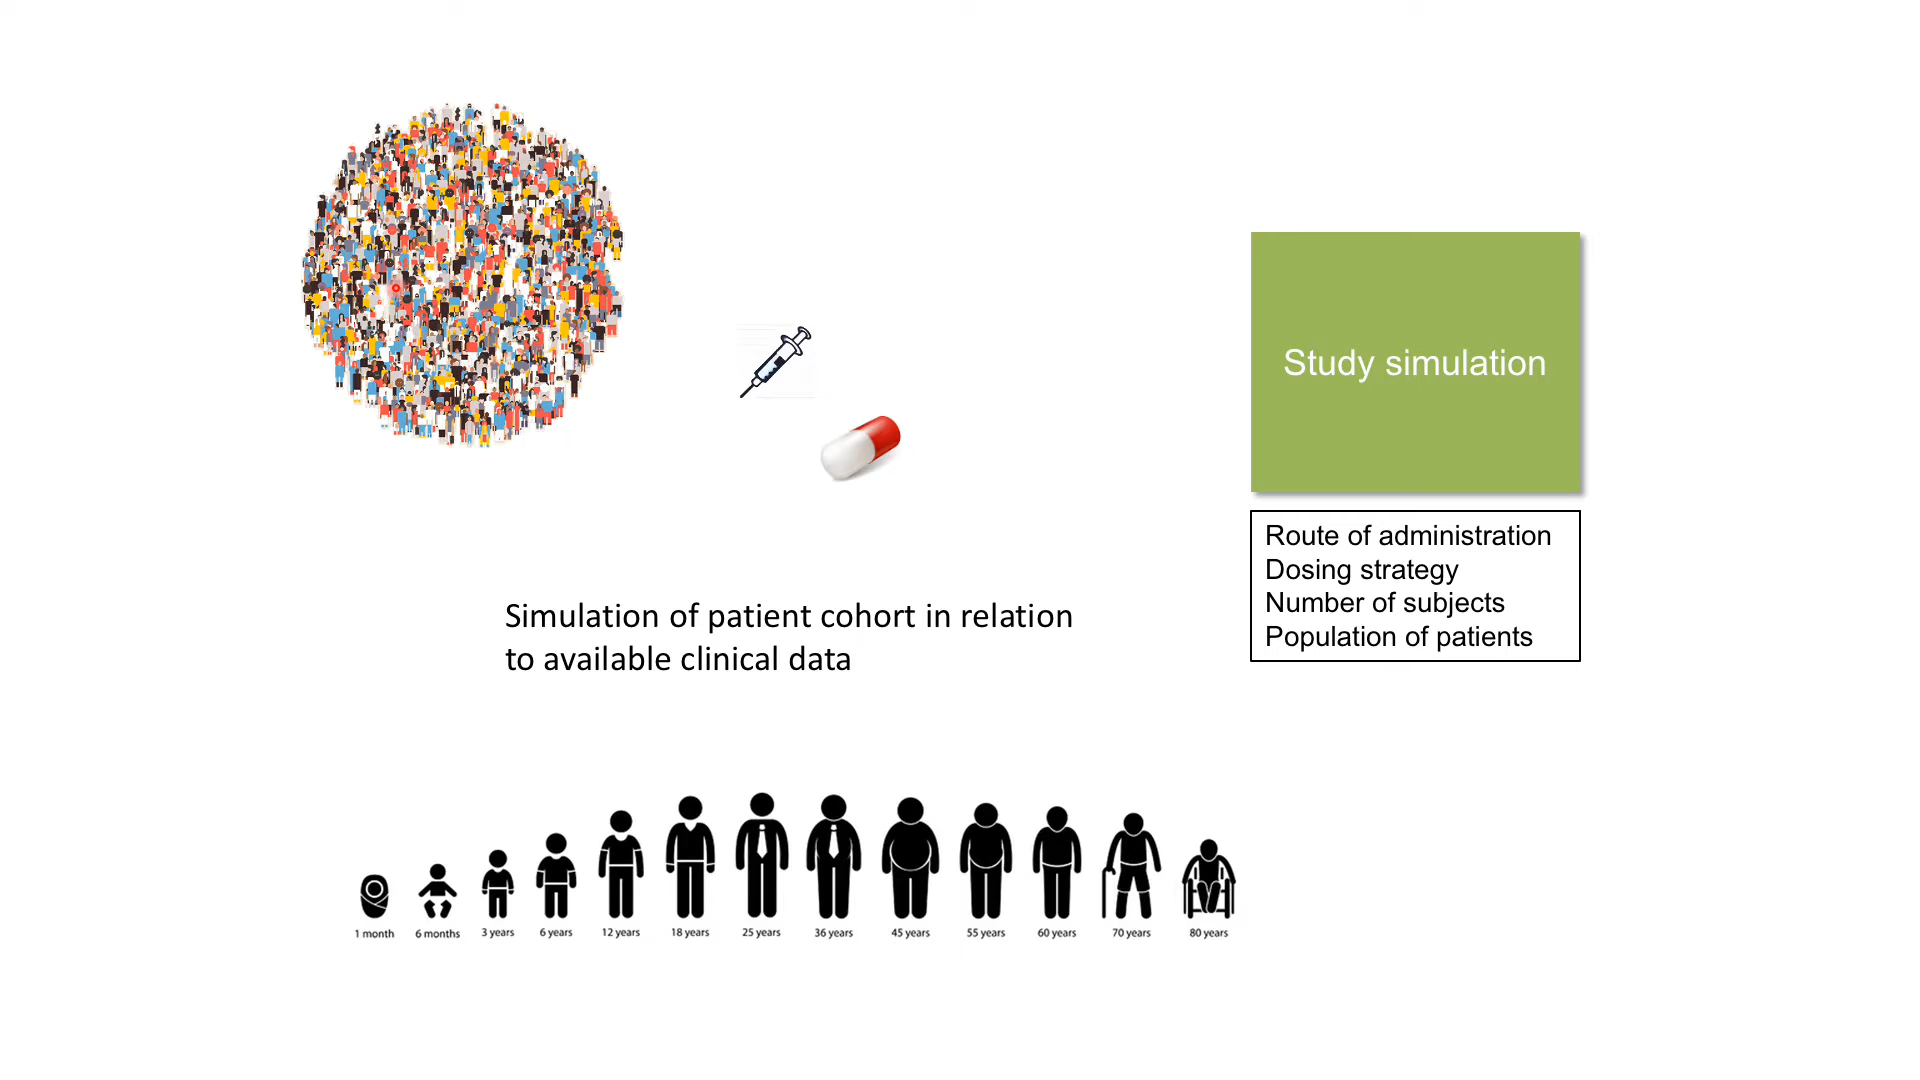 Study simulation
Route of administration
Dosing strategy
Number of subjects
Population of patients
Simulation of patient cohort in relation
to available clinical data
1 month
6 months
3 years
6 years
12 years
18 years
25 years
36 years
45 years
55 years
60 years
70 years
80 years